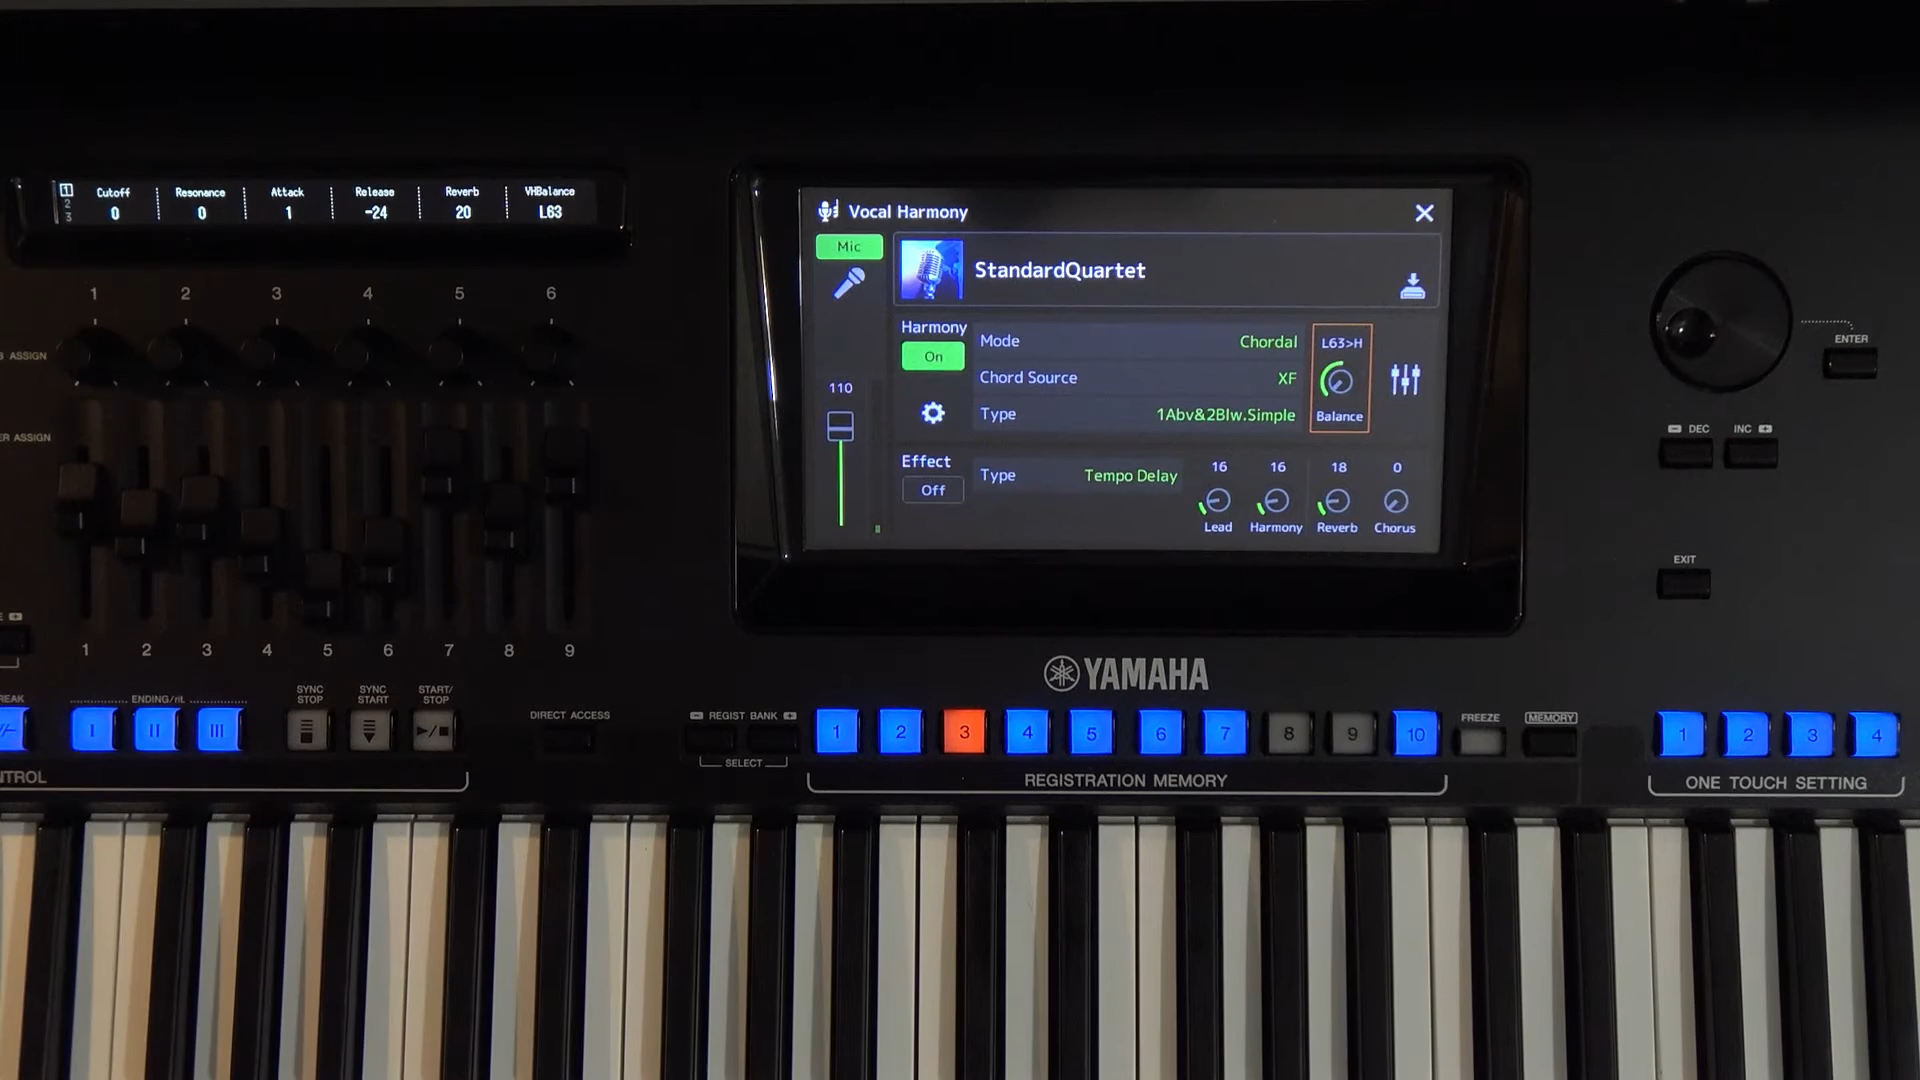 1 Cutoff Resonance Attack Release Reverb VHBalance
2
3 0 0 1 -24 20 L63
1 2 3 4 5 6
ASSIGN
ASSIGN
1 2 3 4 5 6 7 8 9
Vocal Harmony
Mic
StandardQuartet
Harmony
On
Mode Chordal
Chord Source XF
Type 1Abv&2Blw.Simple
L63>H
Balance
110
Effect
Off
Type Tempo Delay
16 16 18 0
Lead Harmony Reverb Chorus
ENTER
DEC INC
EXIT
YAMAHA
ENDING/rit.
I II III
SYNC STOP
SYNC START
START/STOP
DIRECT ACCESS
REGIST BANK
SELECT
1 2 3 4 5 6 7 8 9 10
REGISTRATION MEMORY
FREEZE
MEMORY
1 2 3 4
ONE TOUCH SETTING